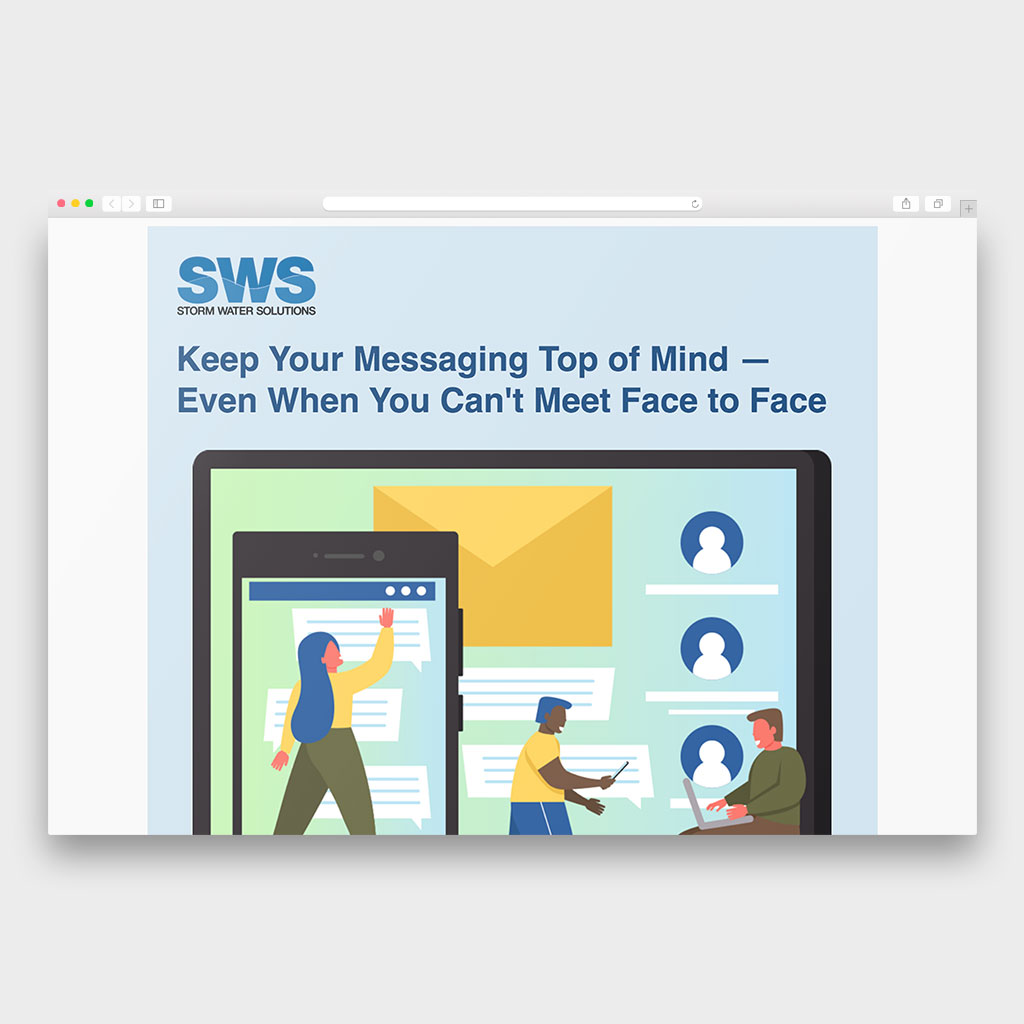 SWS
STORM WATER SOLUTIONS
Keep Your Messaging Top of Mind —
Even When You Can't Meet Face to Face